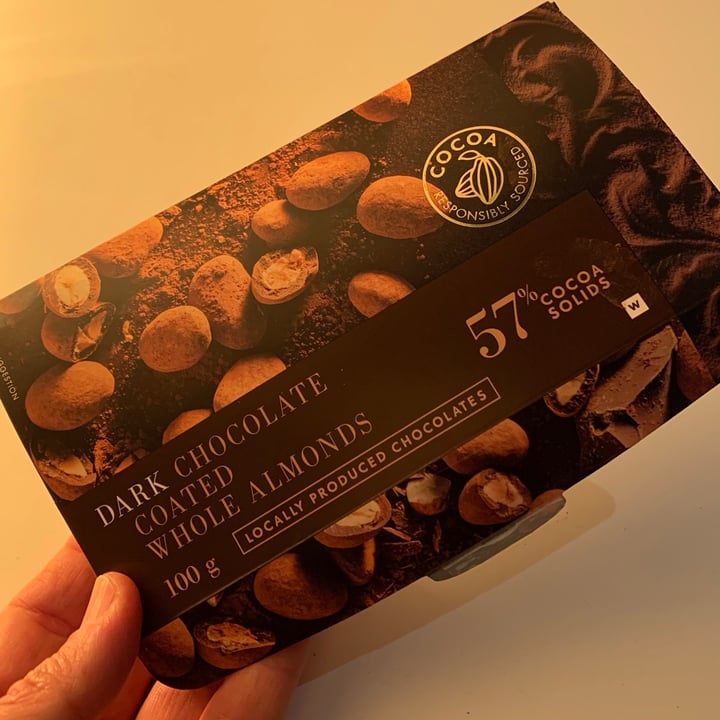 COCOA
RESPONSIBLY SOURCED
57% COCOA
SOLIDS
W
DARK CHOCOLATE
COATED
WHOLE ALMONDS
LOCALLY PRODUCED CHOCOLATES
100 g